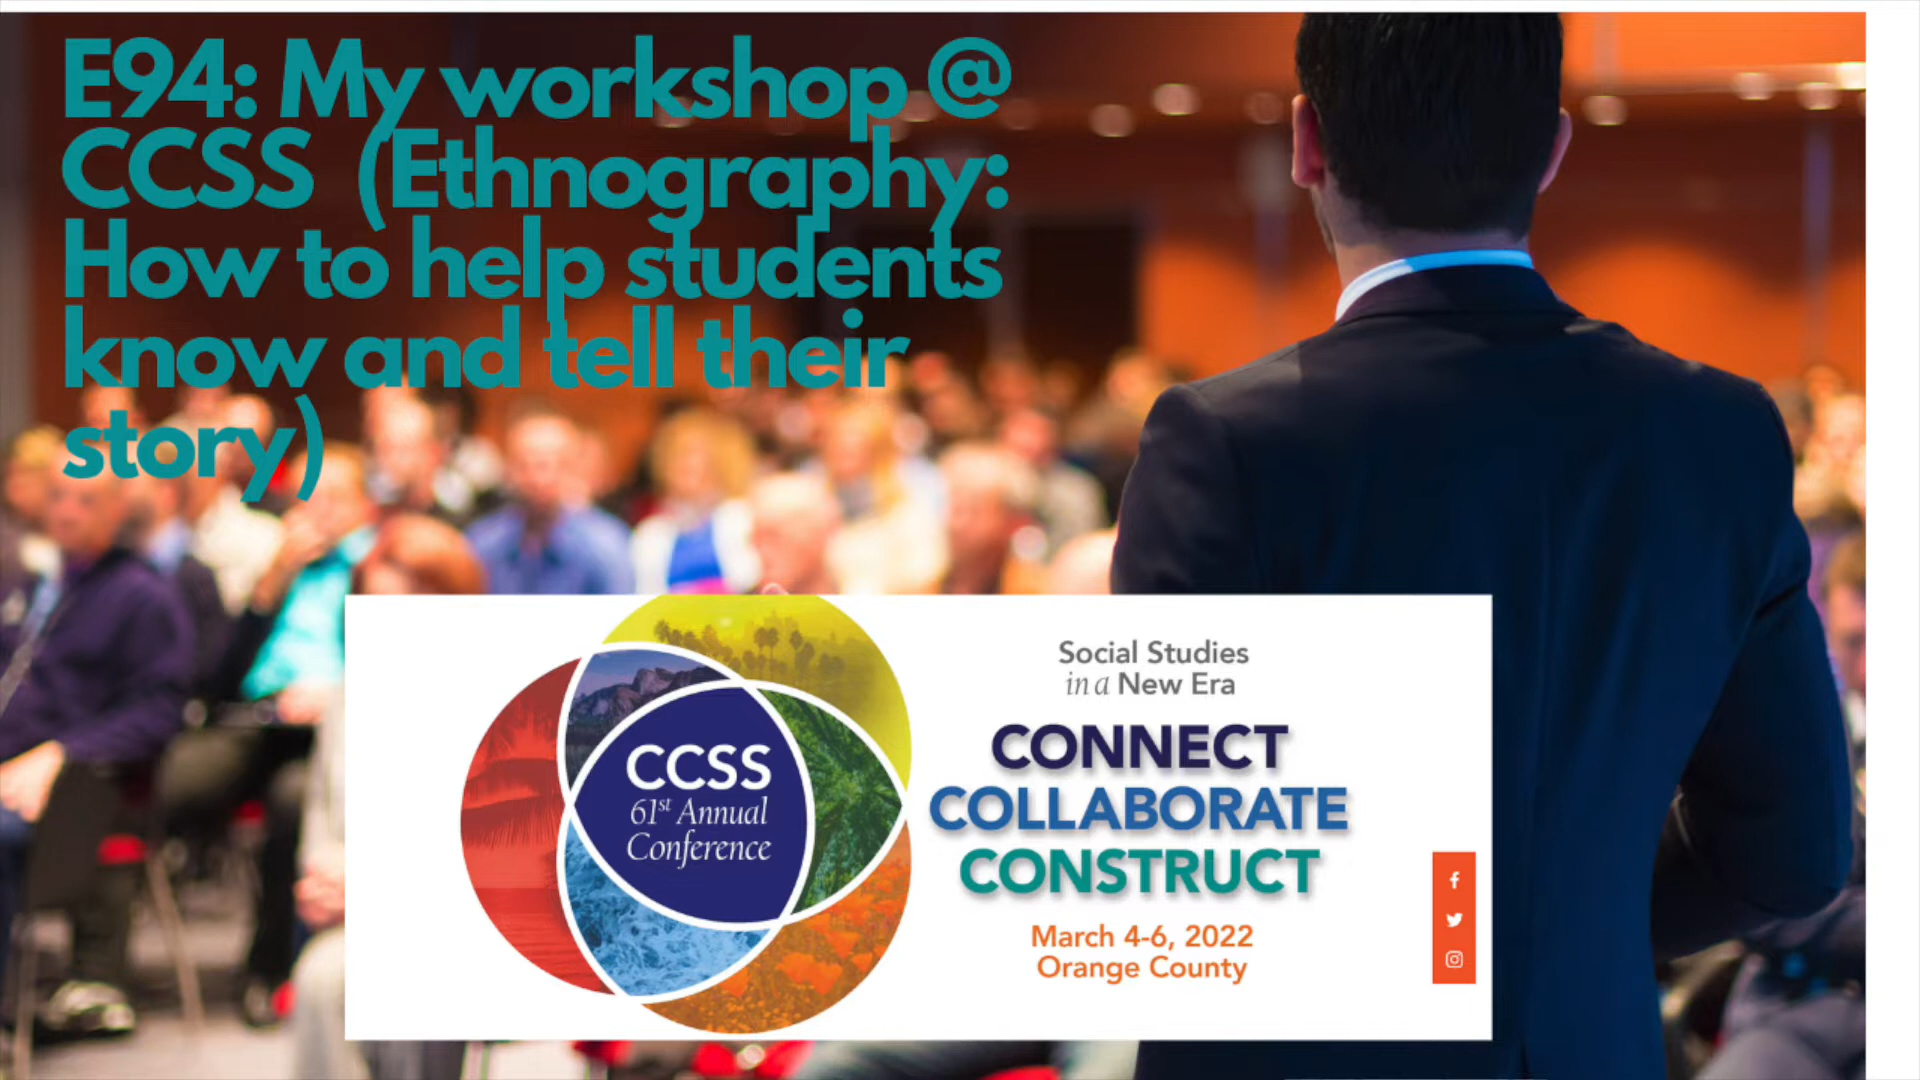 E94: My workshop @
CCSS (Ethnography:
How to help students
know and tell their
story)
CCSS
61st Annual
Conference
Social Studies
in a New Era
CONNECT
COLLABORATE
CONSTRUCT
March 4-6, 2022
Orange County